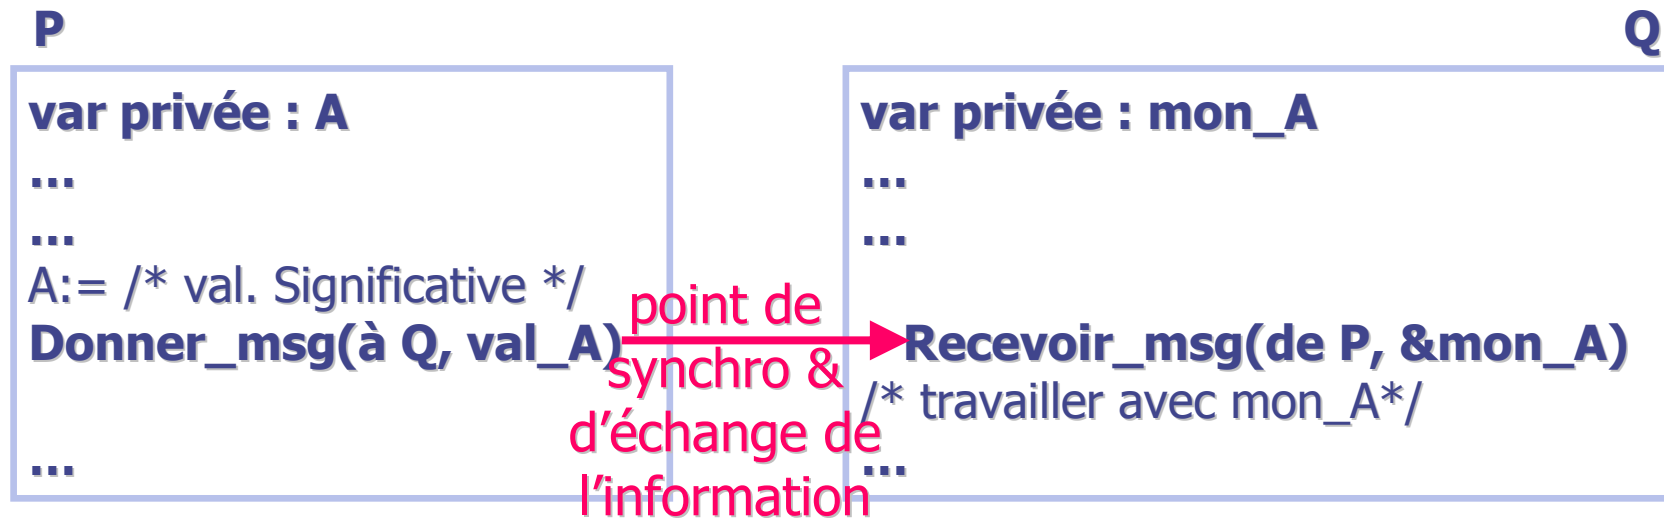 P
var privée : A
...
...
A:= /* val. Significative */
Donner_msg(à Q, val_A)
...
point de
synchro &
d’échange de
l’information
Q
var privée : mon_A
...
...
Recevoir_msg(de P, &mon_A)
/* travailler avec mon_A*/
...